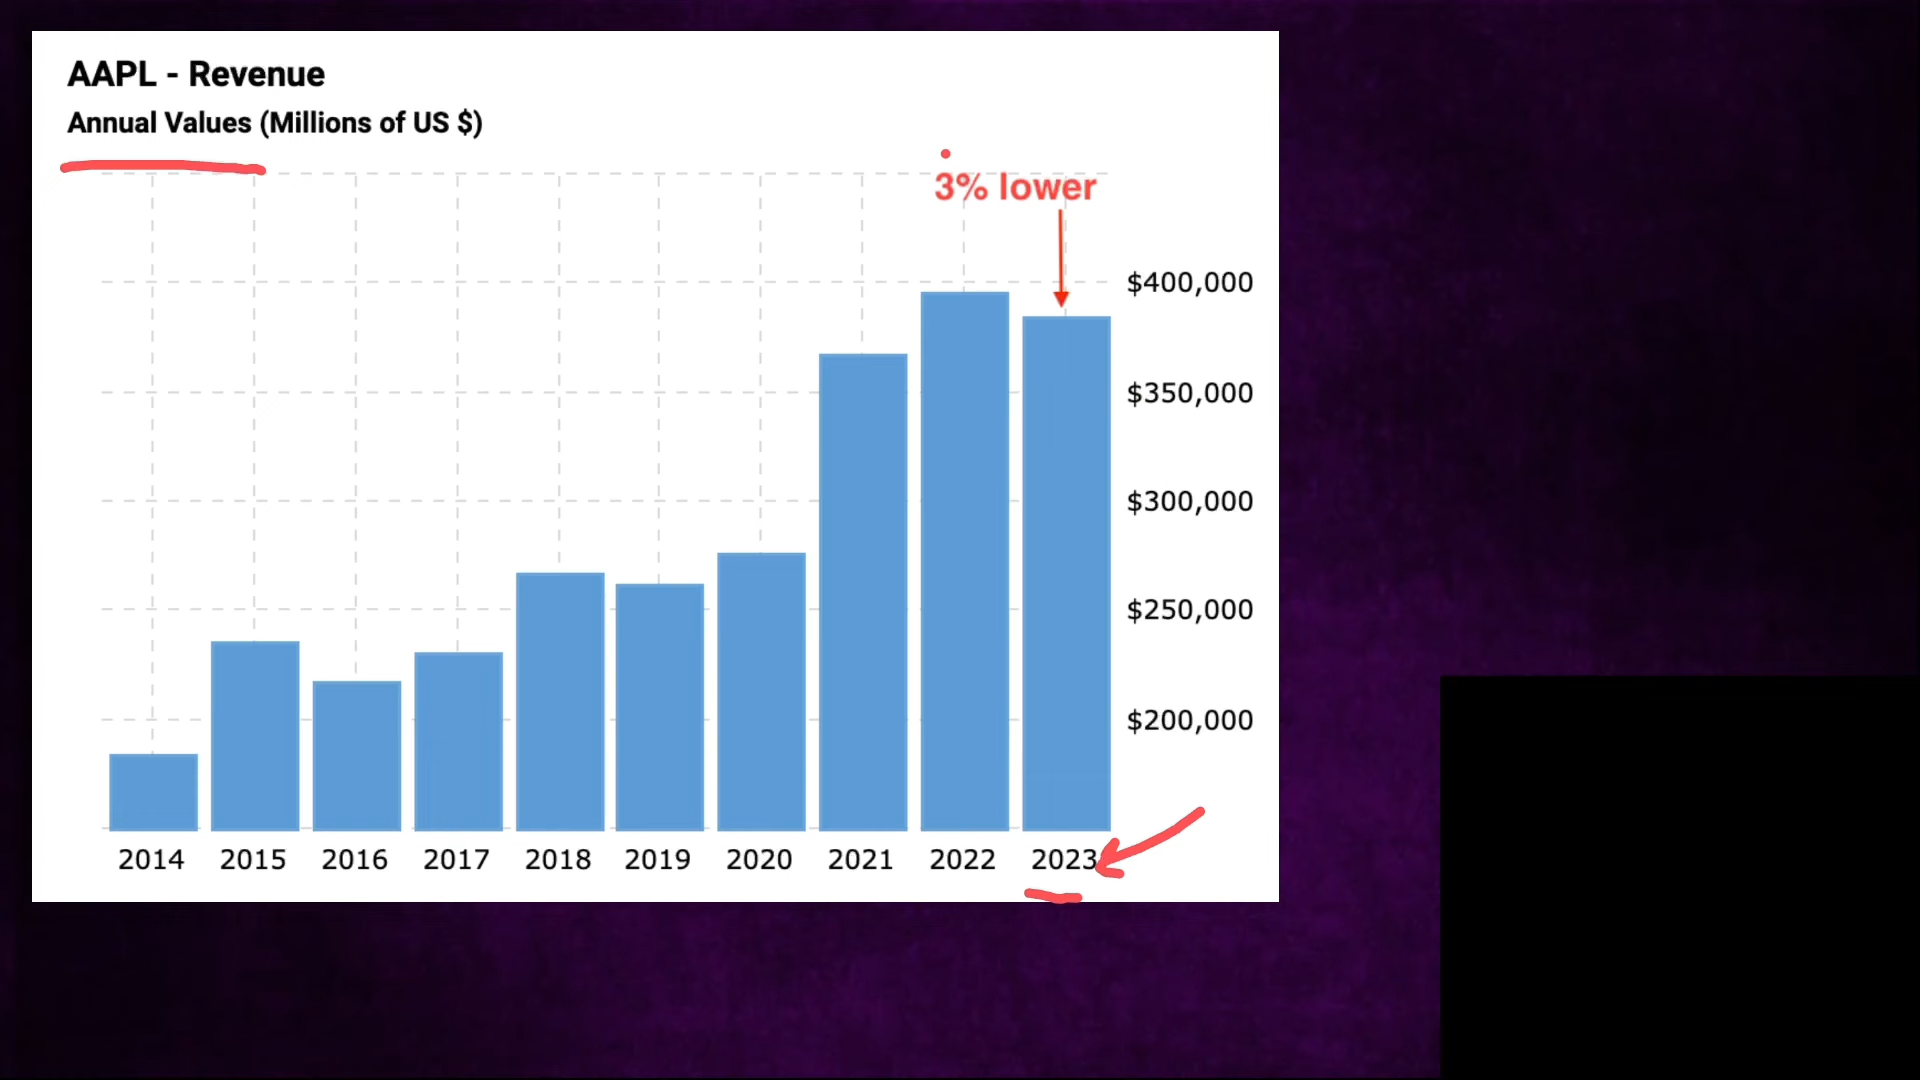 AAPL - Revenue
Annual Values (Millions of US $)
3% lower
$400,000
$350,000
$300,000
$250,000
$200,000
2014 2015 2016 2017 2018 2019 2020 2021 2022 2023